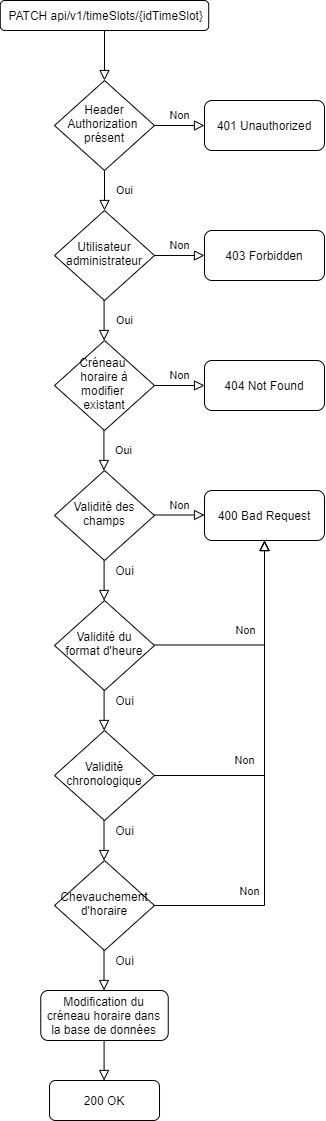 PATCH api/v1/timeSlots/{idTimeSlot}
Header
Authorization
présent
Non
401 Unauthorized
Oui
Utilisateur
administrateur
Non
403 Forbidden
Oui
Créneau
horaire à
modifier
existant
Non
404 Not Found
Oui
Validité des
champs
Non
400 Bad Request
Oui
Validité du
format d'heure
Non
Oui
Validité
chronologique
Non
Oui
Chevauchement
d'horaire
Non
Oui
Modification du
créneau horaire dans
la base de données
200 OK